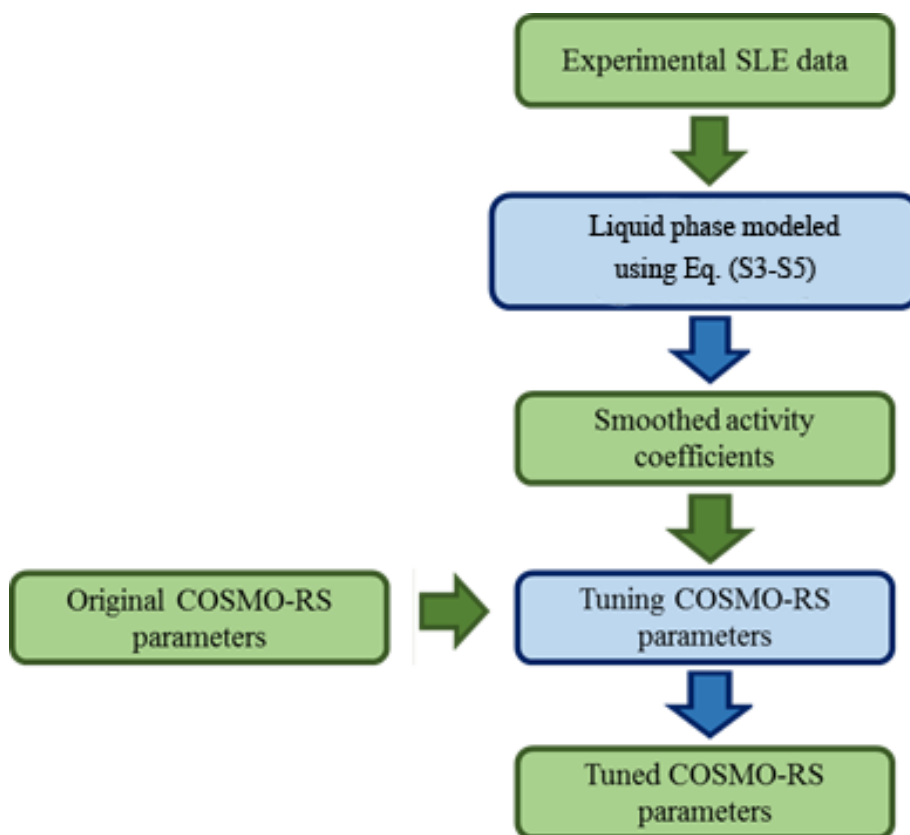 Experimental SLE data
Liquid phase modeled
using Eq. (S3-S5)
Smoothed activity
coefficients
Original COSMO-RS
parameters
Tuning COSMO-RS
parameters
Tuned COSMO-RS
parameters